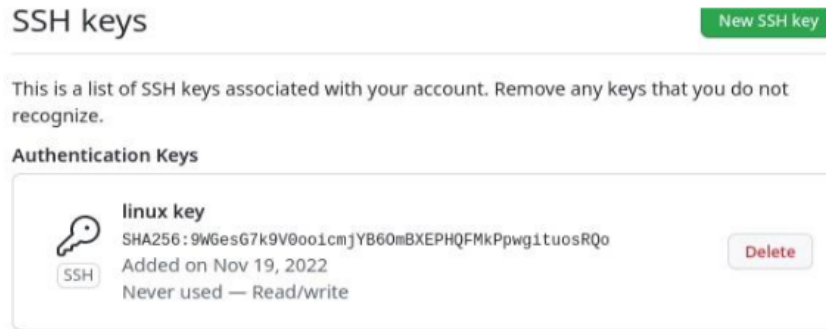 SSH keys
New SSH key
This is a list of SSH keys associated with your account. Remove any keys that you do not
recognize.
Authentication Keys
linux key
SHA256:9WGesG7k9V0ooicmjYB6OmBXEPHQFMkPpwgituosRQo
Added on Nov 19, 2022
Never used — Read/write
SSH
Delete